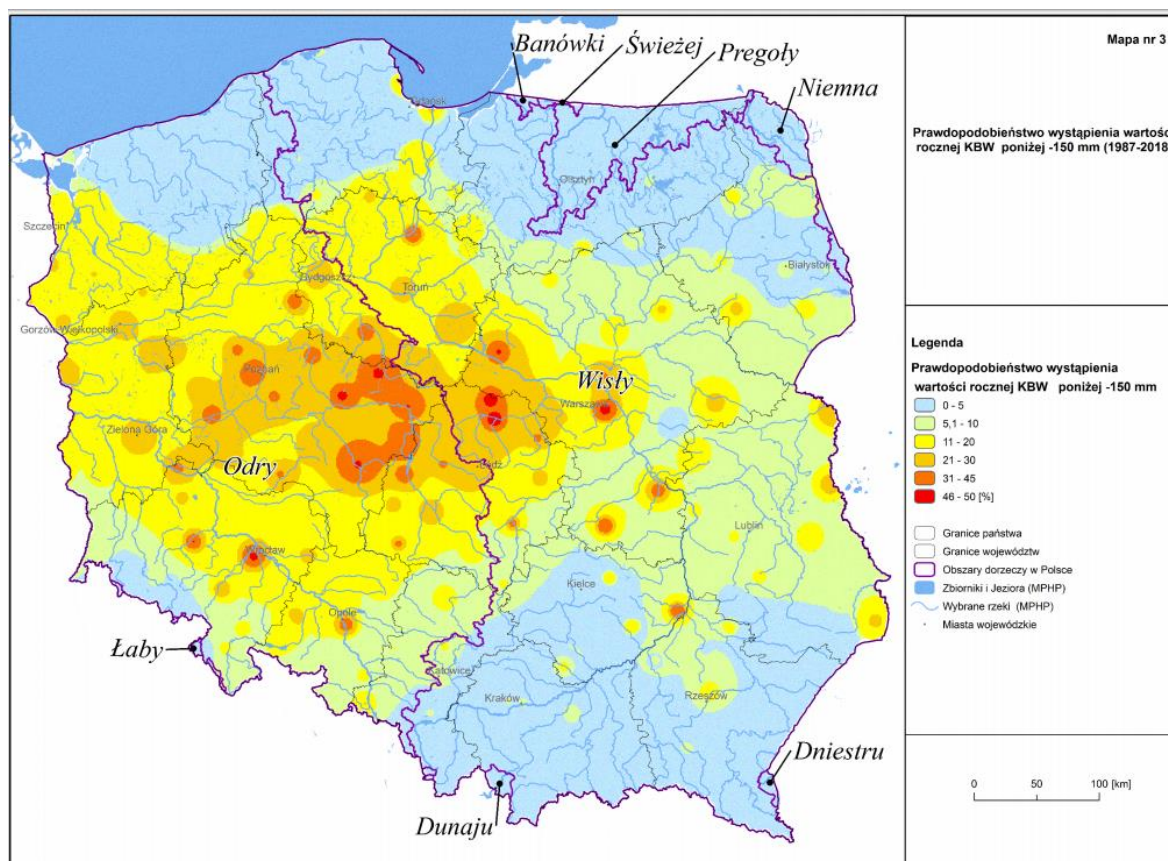 Banówki
Świeżej
Pregoły
Niemna
Gdańsk
Olsztyn
Szczecin
Białystok
Bydgoszcz
Toruń
Gorzów Wielkopolski
Poznań
Wisły
Warszawa
Zielona Góra
Odry
Łódź
Wrocław
Lublin
Kielce
Opole
Łaby
Katowice
Kraków
Rzeszów
Dniestru
Dunaju
Mapa nr 3
Prawdopodobieństwo wystąpienia wartośc
rocznej KBW poniżej -150 mm (1987-2018
Legenda
Prawdopodobieństwo wystąpienia
wartości rocznej KBW poniżej -150 mm
0 - 5
5,1 - 10
11 - 20
21 - 30
31 - 45
46 - 50 [%]
Granice państwa
Granice województw
Obszary dorzeczy w Polsce
Zbiorniki i Jeziora (MPHP)
Wybrane rzeki (MPHP)
Miasta wojewódzkie
0 50 100 [km]